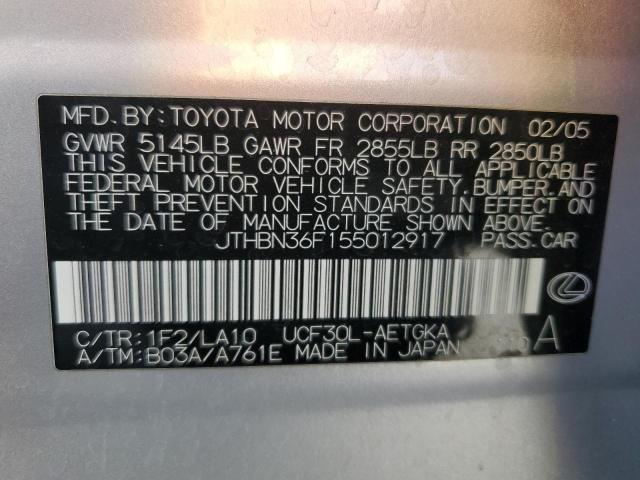 MFD. BY: TOYOTA MOTOR CORPORATION 02/05
GVWR 5145LB GAWR FR 2855LB RR 2850LB
THIS VEHICLE CONFORMS TO ALL APPLICABLE
FEDERAL MOTOR VEHICLE SAFETY, BUMPER, AND
THEFT PREVENTION STANDARDS IN EFFECT ON
THE DATE OF MANUFACTURE SHOWN ABOVE.
JTHBN36F155012917 PASS. CAR
C/TR: 1F2/LA10 UCF30L-AETGKA
A/TM: B03A/A761E MADE IN JAPAN
A